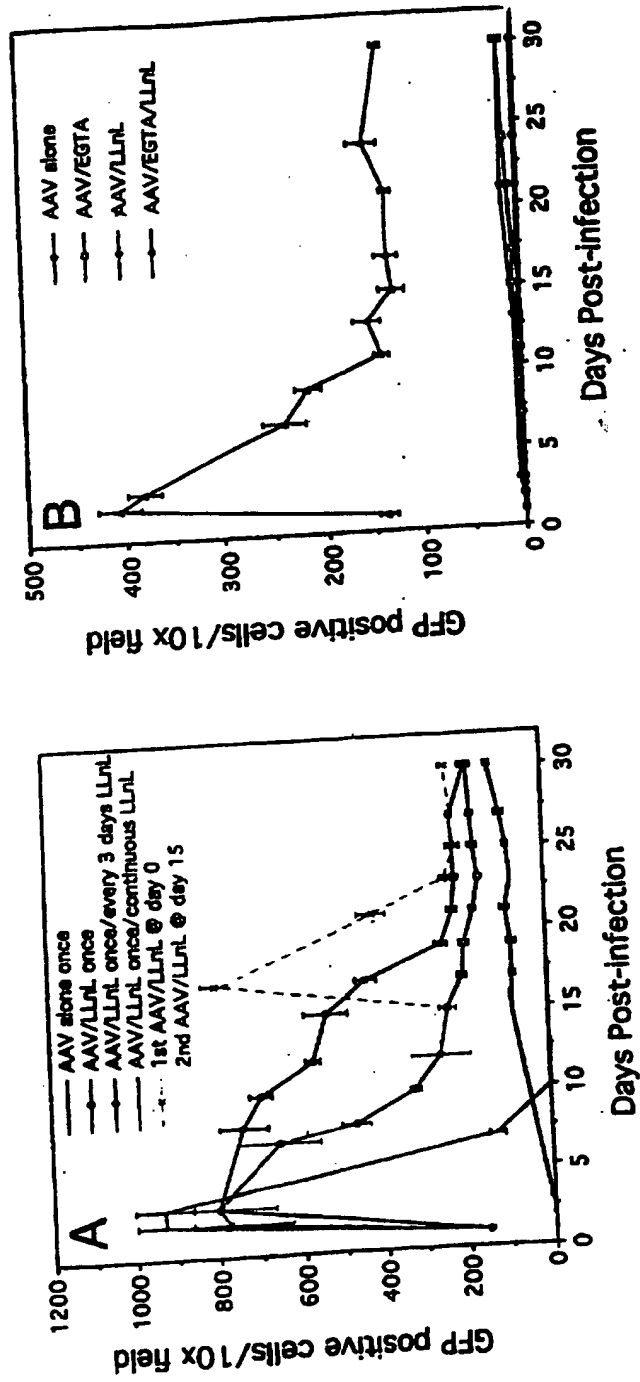 A
AAV alone once
AAV/LLnL once
AAV/LLnL once/every 3 days LLnL
AAV/LLnL once/continuous LLnL
1st AAV/LLnL @ day 0
2nd AAV/LLnL @ day 15
GFP positive cells/10x field
1200
1000
800
600
400
200
0
0
5
10
15
20
25
30
Days Post-infection
B
AAV alone
AAV/EGTA
AAV/LLnL
AAV/EGTA/LLnL
GFP positive cells/10x field
500
400
300
200
100
0
0
5
10
15
20
25
30
Days Post-infection